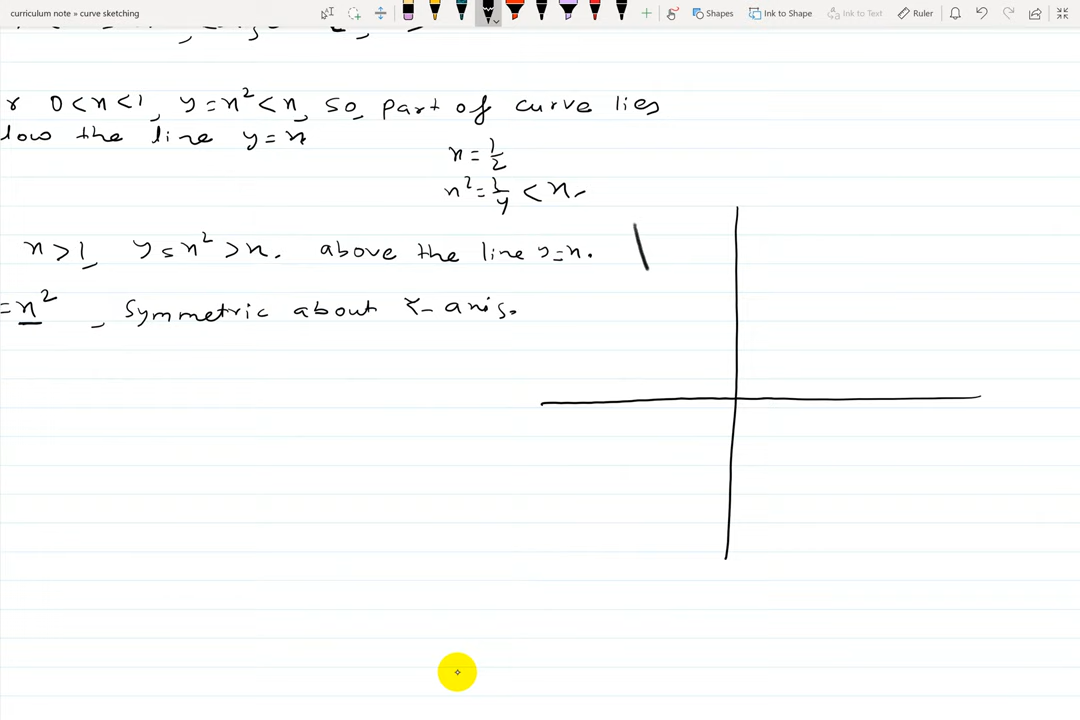 curriculum note » curve sketching
Shapes Ink to Shape Ink to Text Ruler
r 0 < x < 1, y = x² < x, so, part of curve lies
low the line y = x
x = 1/2
x² = 1/4 < x.
x > 1, y = x² > x. above the line y = x.
= x², Symmetric about Y-axis.